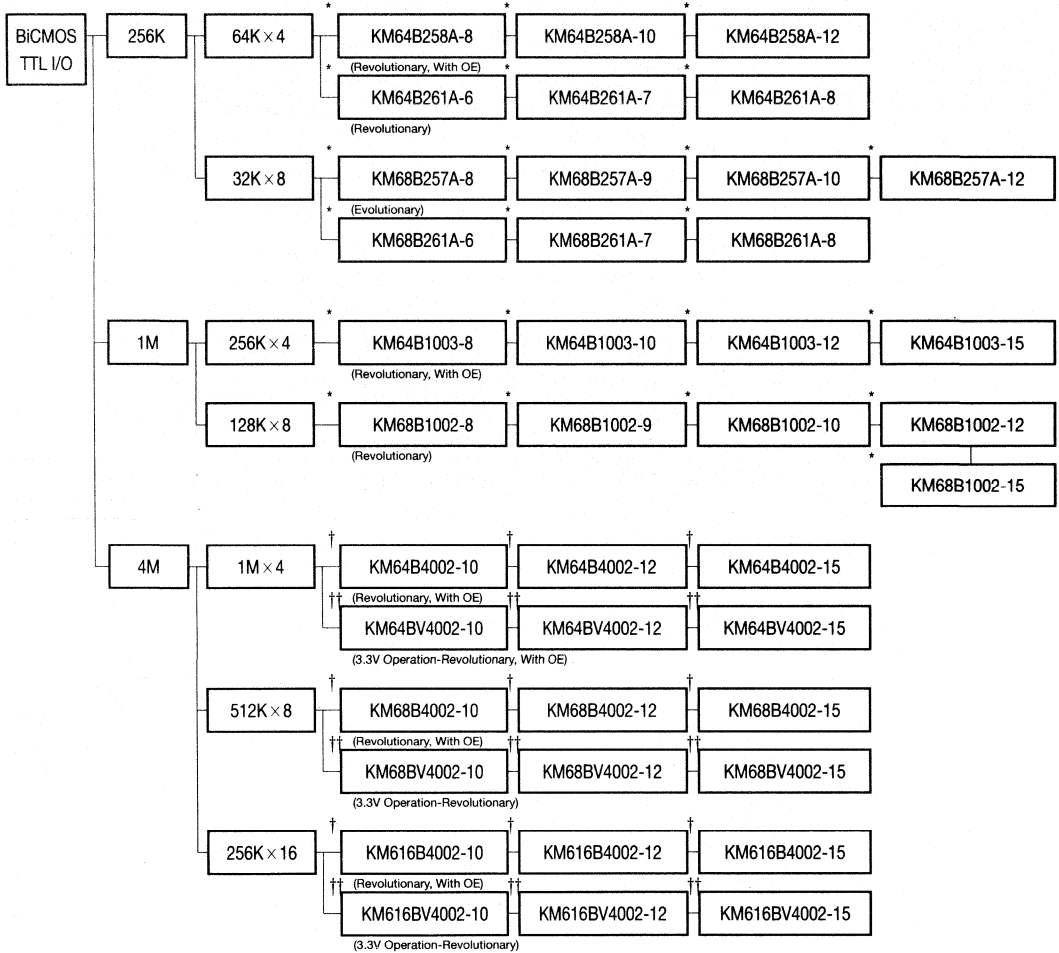 * * *
BiCMOS TTL I/O 256K 64K×4 KM64B258A-8 KM64B258A-10 KM64B258A-12
(Revolutionary, With OE)
* * *
KM64B261A-6 KM64B261A-7 KM64B261A-8
(Revolutionary)
* * * *
32K×8 KM68B257A-8 KM68B257A-9 KM68B257A-10 KM68B257A-12
(Evolutionary)
* * *
KM68B261A-6 KM68B261A-7 KM68B261A-8
* * * *
1M 256K×4 KM64B1003-8 KM64B1003-10 KM64B1003-12 KM64B1003-15
(Revolutionary, With OE)
* * * *
128K×8 KM68B1002-8 KM68B1002-9 KM68B1002-10 KM68B1002-12
(Revolutionary)
*
KM68B1002-15
† † †
4M 1M×4 KM64B4002-10 KM64B4002-12 KM64B4002-15
(Revolutionary, With OE)
†† †† ††
KM64BV4002-10 KM64BV4002-12 KM64BV4002-15
(3.3V Operation-Revolutionary, With OE)
† † †
512K×8 KM68B4002-10 KM68B4002-12 KM68B4002-15
(Revolutionary, With OE)
†† †† ††
KM68BV4002-10 KM68BV4002-12 KM68BV4002-15
(3.3V Operation-Revolutionary)
† † †
256K×16 KM616B4002-10 KM616B4002-12 KM616B4002-15
(Revolutionary, With OE)
†† †† ††
KM616BV4002-10 KM616BV4002-12 KM616BV4002-15
(3.3V Operation-Revolutionary)